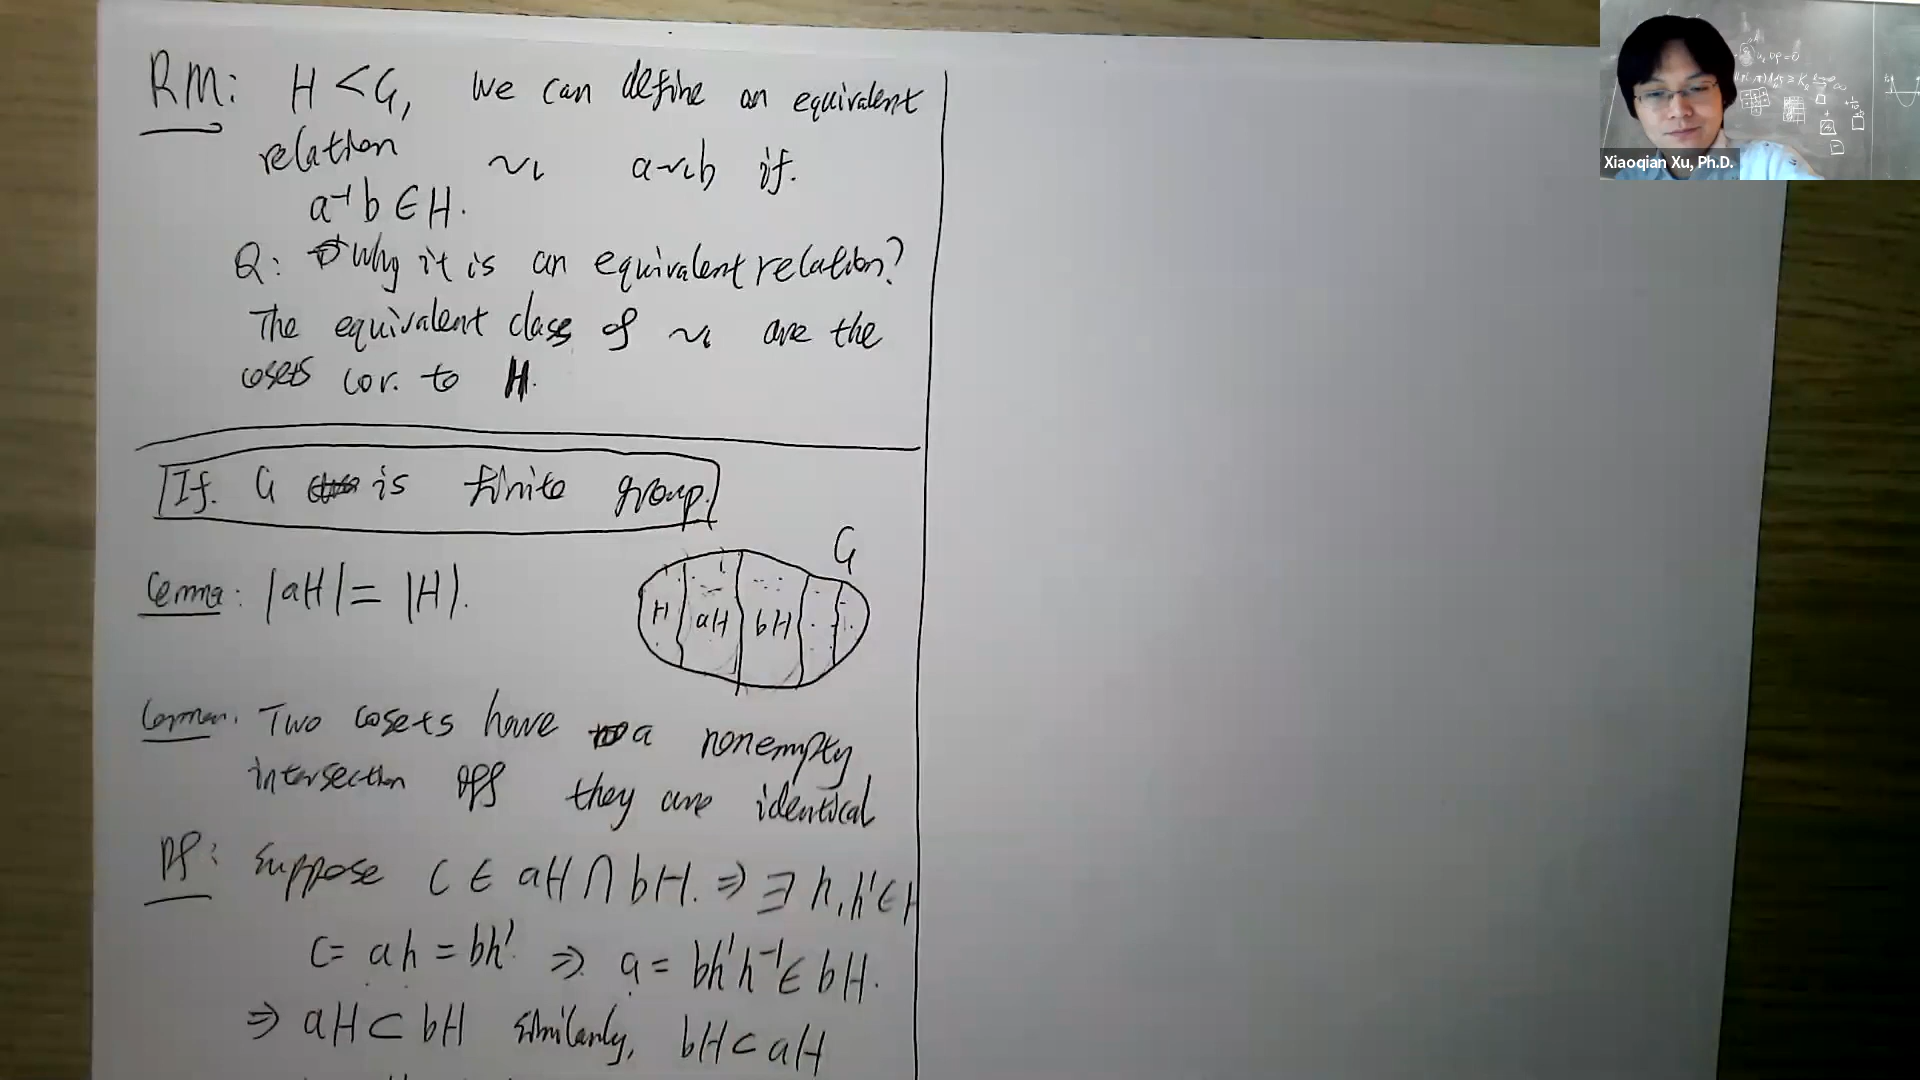 RM: H < G, we can define an equivalent
relation ~L a ~L b if.
a⁻¹b ∈ H.
Q: Why it is an equivalent relation?
The equivalent class of ~L are the
cosets cor. to H.
If. G is finite group.
Lemma: |aH| = |H|.
G
H aH bH
Lemma. Two cosets have a nonempty
intersection iff they are identical
Pf: Suppose C ∈ aH ∩ bH. ⇒ ∃ h, h' ∈ H
C = ah = bh' ⇒ a = bh'h⁻¹ ∈ bH.
⇒ aH ⊂ bH Similarly, bH ⊂ aH
Xiaoqian Xu, Ph.D.